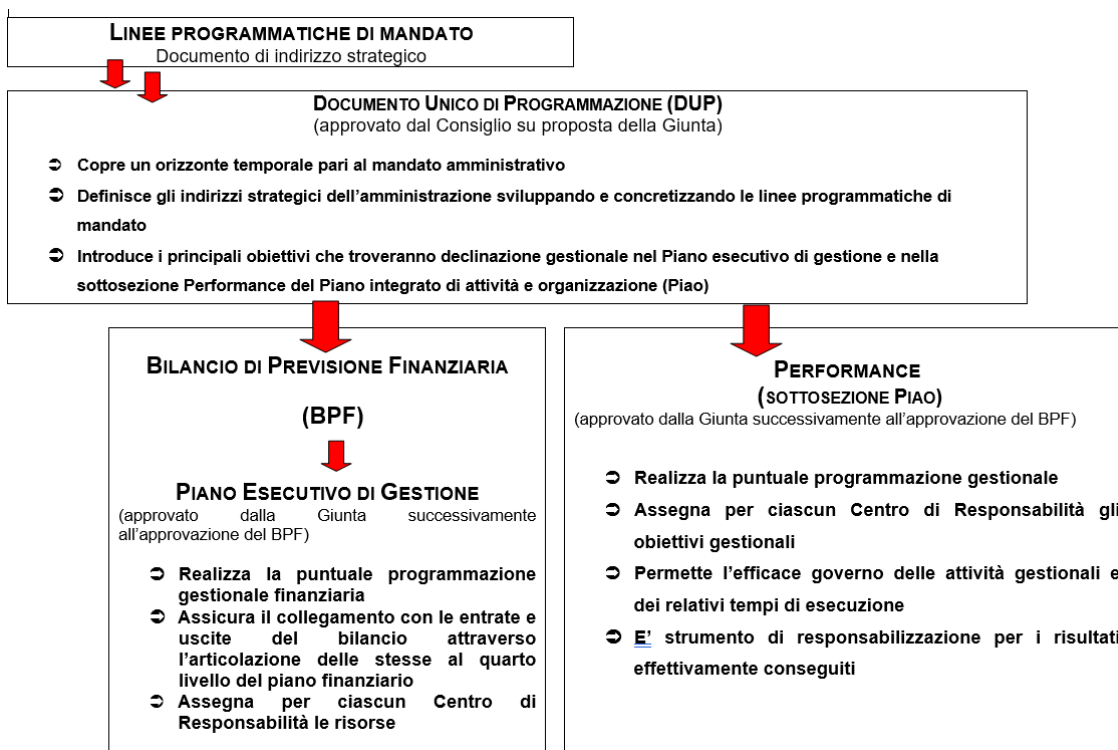 LINEE PROGRAMMATICHE DI MANDATO
Documento di indirizzo strategico
DOCUMENTO UNICO DI PROGRAMMAZIONE (DUP)
(approvato dal Consiglio su proposta della Giunta)
➲ Copre un orizzonte temporale pari al mandato amministrativo
➲ Definisce gli indirizzi strategici dell'amministrazione sviluppando e concretizzando le linee programmatiche di
mandato
➲ Introduce i principali obiettivi che troveranno declinazione gestionale nel Piano esecutivo di gestione e nella
sottosezione Performance del Piano integrato di attività e organizzazione (Piao)
BILANCIO DI PREVISIONE FINANZIARIA
(BPF)
PIANO ESECUTIVO DI GESTIONE
(approvato dalla Giunta successivamente
all'approvazione del BPF)
➲ Realizza la puntuale programmazione
gestionale finanziaria
➲ Assicura il collegamento con le entrate e
uscite del bilancio attraverso
l'articolazione delle stesse al quarto
livello del piano finanziario
➲ Assegna per ciascun Centro di
Responsabilità le risorse
PERFORMANCE
(SOTTOSEZIONE PIAO)
(approvato dalla Giunta successivamente all'approvazione del BPF)
➲ Realizza la puntuale programmazione gestionale
➲ Assegna per ciascun Centro di Responsabilità gli
obiettivi gestionali
➲ Permette l'efficace governo delle attività gestionali e
dei relativi tempi di esecuzione
➲ E' strumento di responsabilizzazione per i risultati
effettivamente conseguiti